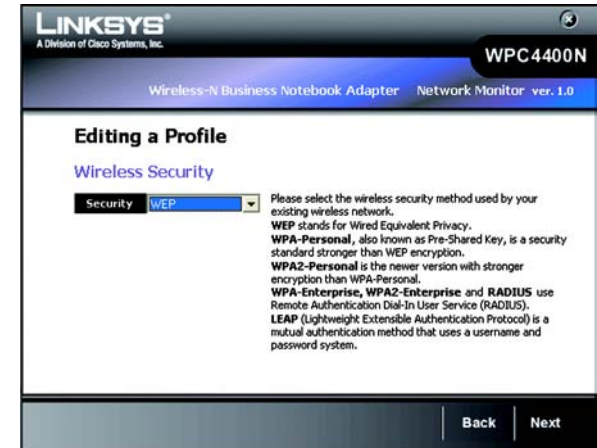 LINKSYS®
A Division of Cisco Systems, Inc.
WPC4400N
Wireless-N Business Notebook Adapter Network Monitor ver. 1.0
Editing a Profile
Wireless Security
Security WEP
Please select the wireless security method used by your
existing wireless network.
WEP stands for Wired Equivalent Privacy.
WPA-Personal, also known as Pre-Shared Key, is a security
standard stronger than WEP encryption.
WPA2-Personal is the newer version with stronger
encryption than WPA-Personal.
WPA-Enterprise, WPA2-Enterprise and RADIUS use
Remote Authentication Dial-In User Service (RADIUS).
LEAP (Lightweight Extensible Authentication Protocol) is a
mutual authentication method that uses a username and
password system.
Back Next